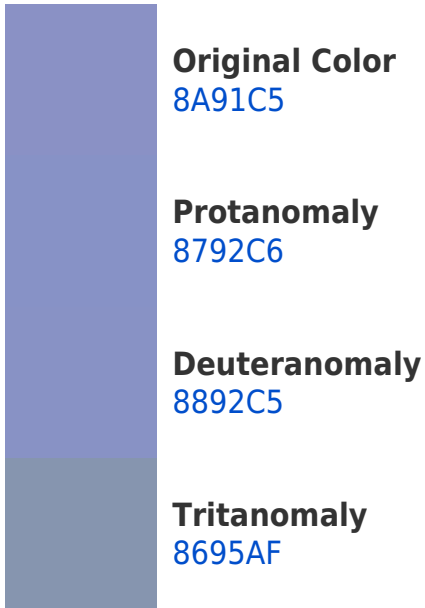 Original Color
8A91C5
Protanomaly
8792C6
Deuteranomaly
8892C5
Tritanomaly
8695AF